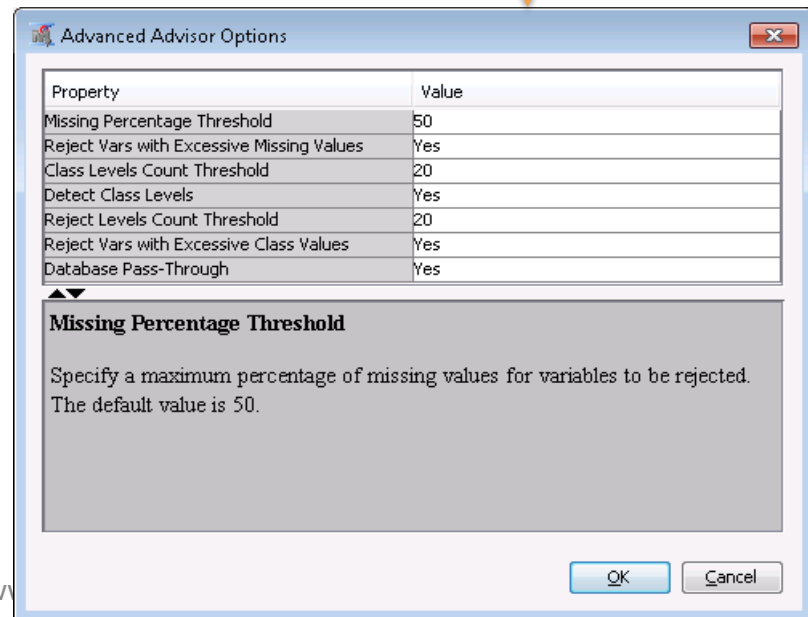 Advanced Advisor Options
Property Value
Missing Percentage Threshold 50
Reject Vars with Excessive Missing Values Yes
Class Levels Count Threshold 20
Detect Class Levels Yes
Reject Levels Count Threshold 20
Reject Vars with Excessive Class Values Yes
Database Pass-Through Yes
Missing Percentage Threshold
Specify a maximum percentage of missing values for variables to be rejected.
The default value is 50.
OK Cancel